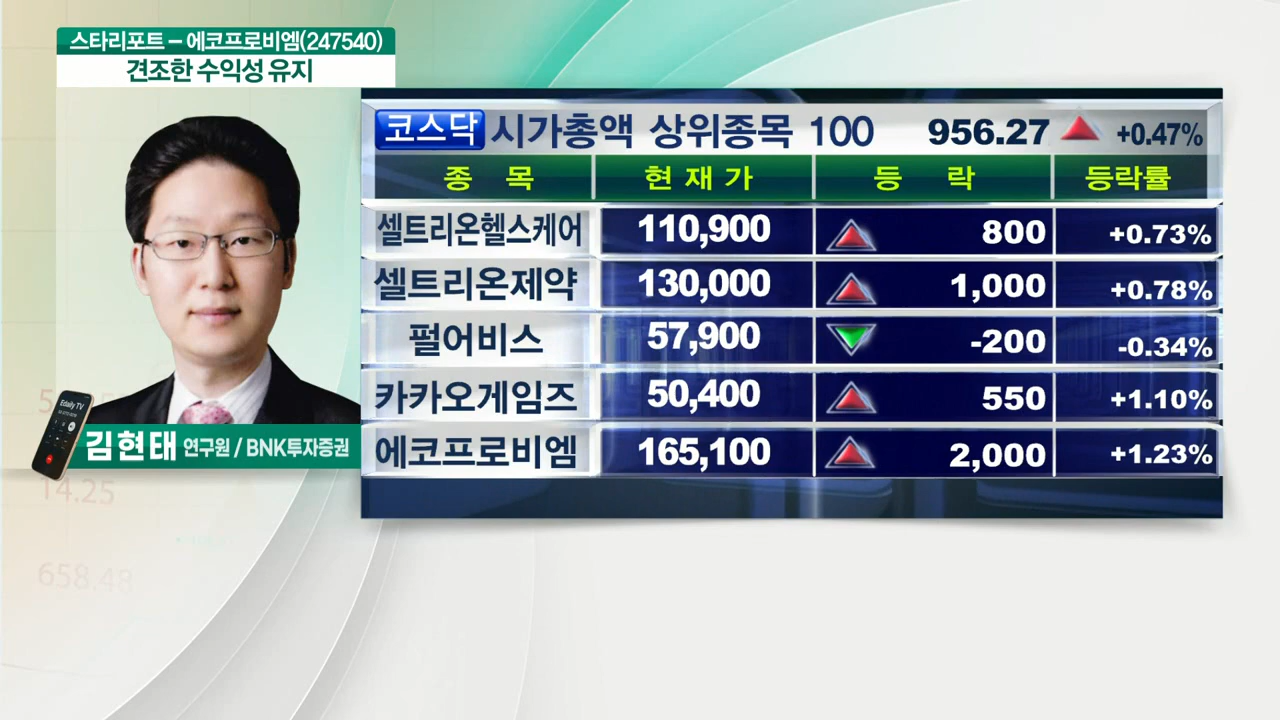 스타리포트 – 에코프로비엠(247540)
견조한 수익성 유지
코스닥 시가총액 상위종목 100 956.27 +0.47%
종 목 현재가 등 락 등락률
셀트리온헬스케어 110,900 800 +0.73%
셀트리온제약 130,000 1,000 +0.78%
펄어비스 57,900 -200 -0.34%
카카오게임즈 50,400 550 +1.10%
에코프로비엠 165,100 2,000 +1.23%
Edaily TV
김현태 연구원 / BNK투자증권
14.25
658.48